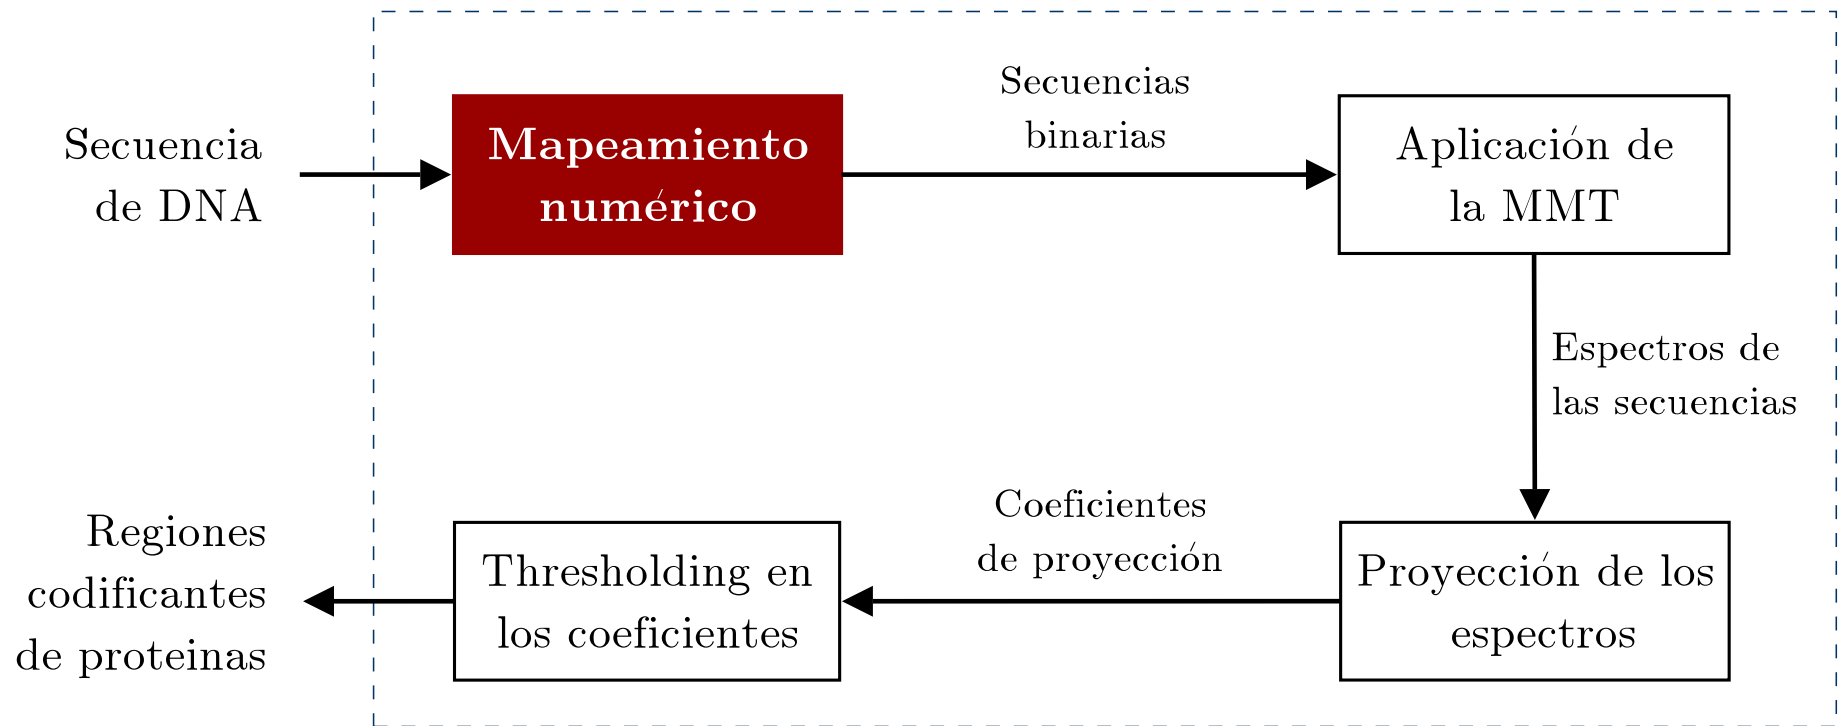 Secuencia
de DNA
Mapeamiento
numérico
Secuencias
binarias
Aplicación de
la MMT
Espectros de
las secuencias
Proyección de los
espectros
Coeficientes
de proyección
Thresholding en
los coeficientes
Regiones
codificantes
de proteinas